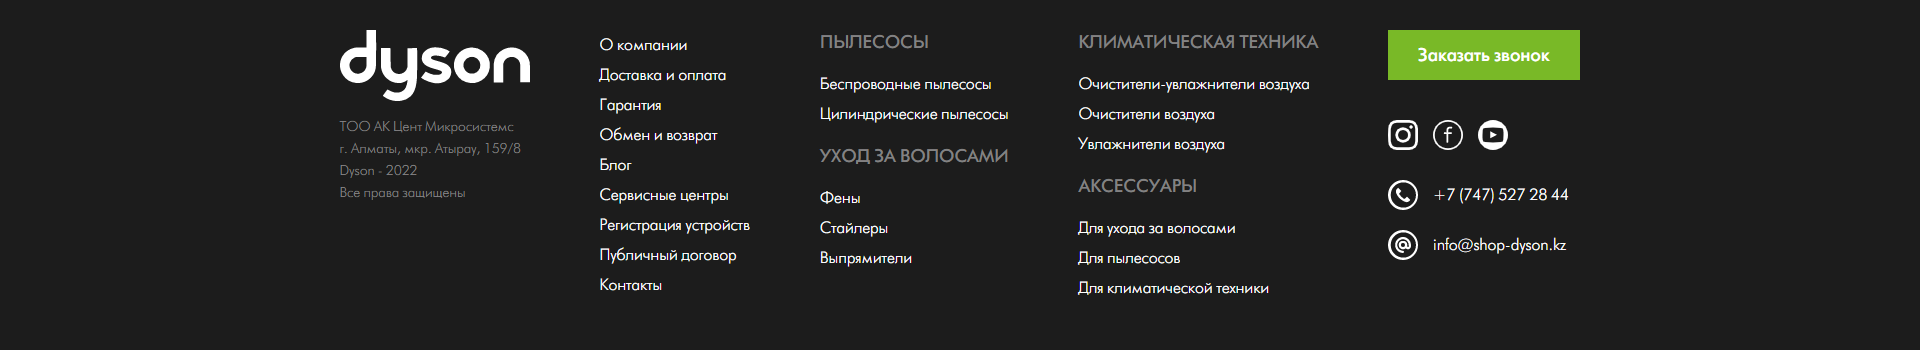 dyson
ТОО АК Цент Микросистемс
г. Алматы, мкр. Атырау, 159/8
Dyson - 2022
Все права защищены
О компании
Доставка и оплата
Гарантия
Обмен и возврат
Блог
Сервисные центры
Регистрация устройств
Публичный договор
Контакты
ПЫЛЕСОСЫ
Беспроводные пылесосы
Цилиндрические пылесосы
УХОД ЗА ВОЛОСАМИ
Фены
Стайлеры
Выпрямители
КЛИМАТИЧЕСКАЯ ТЕХНИКА
Очистители-увлажнители воздуха
Очистители воздуха
Увлажнители воздуха
АКСЕССУАРЫ
Для ухода за волосами
Для пылесосов
Для климатической техники
Заказать звонок
+7 (747) 527 28 44
info@shop-dyson.kz